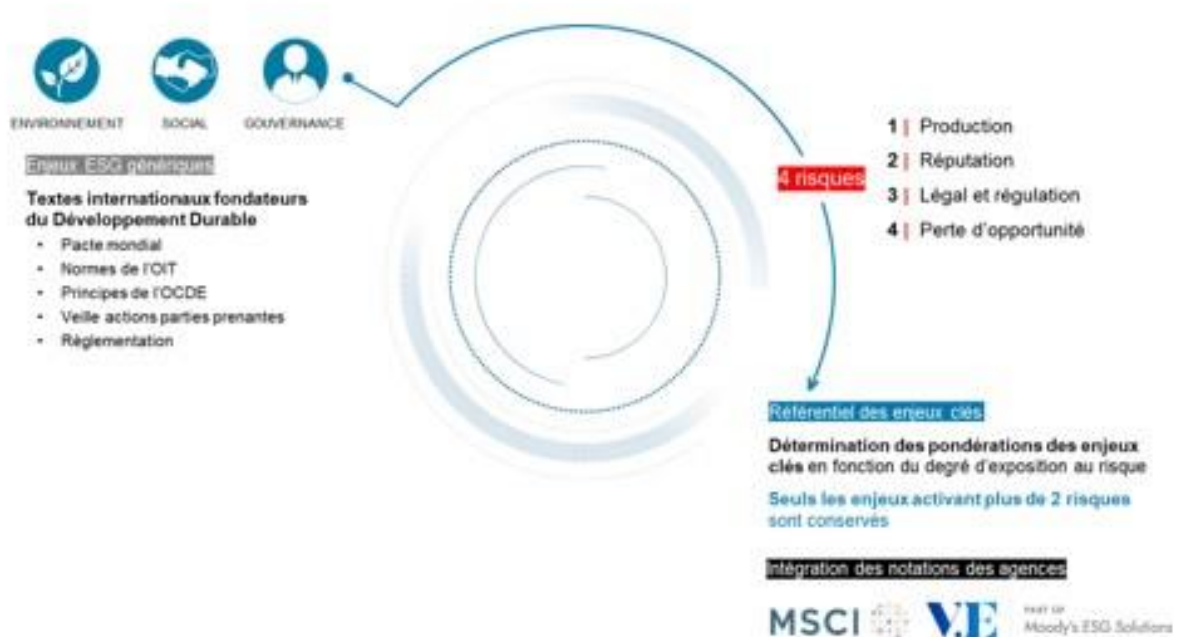 ENVIRONNEMENT SOCIAL GOUVERNANCE
Enjeux ESG génériques
Textes internationaux fondateurs
du Développement Durable
• Pacte mondial
• Normes de l'OIT
• Principes de l'OCDE
• Veille actions parties prenantes
• Règlementation
4 risques
1 | Production
2 | Réputation
3 | Légal et régulation
4 | Perte d'opportunité
Référentiel des enjeux clés
Détermination des pondérations des enjeux
clés en fonction du degré d'exposition au risque
Seuls les enjeux activant plus de 2 risques
sont conservés
Intégration des notations des agences
MSCI V.E PART OF
Moody's ESG Solutions